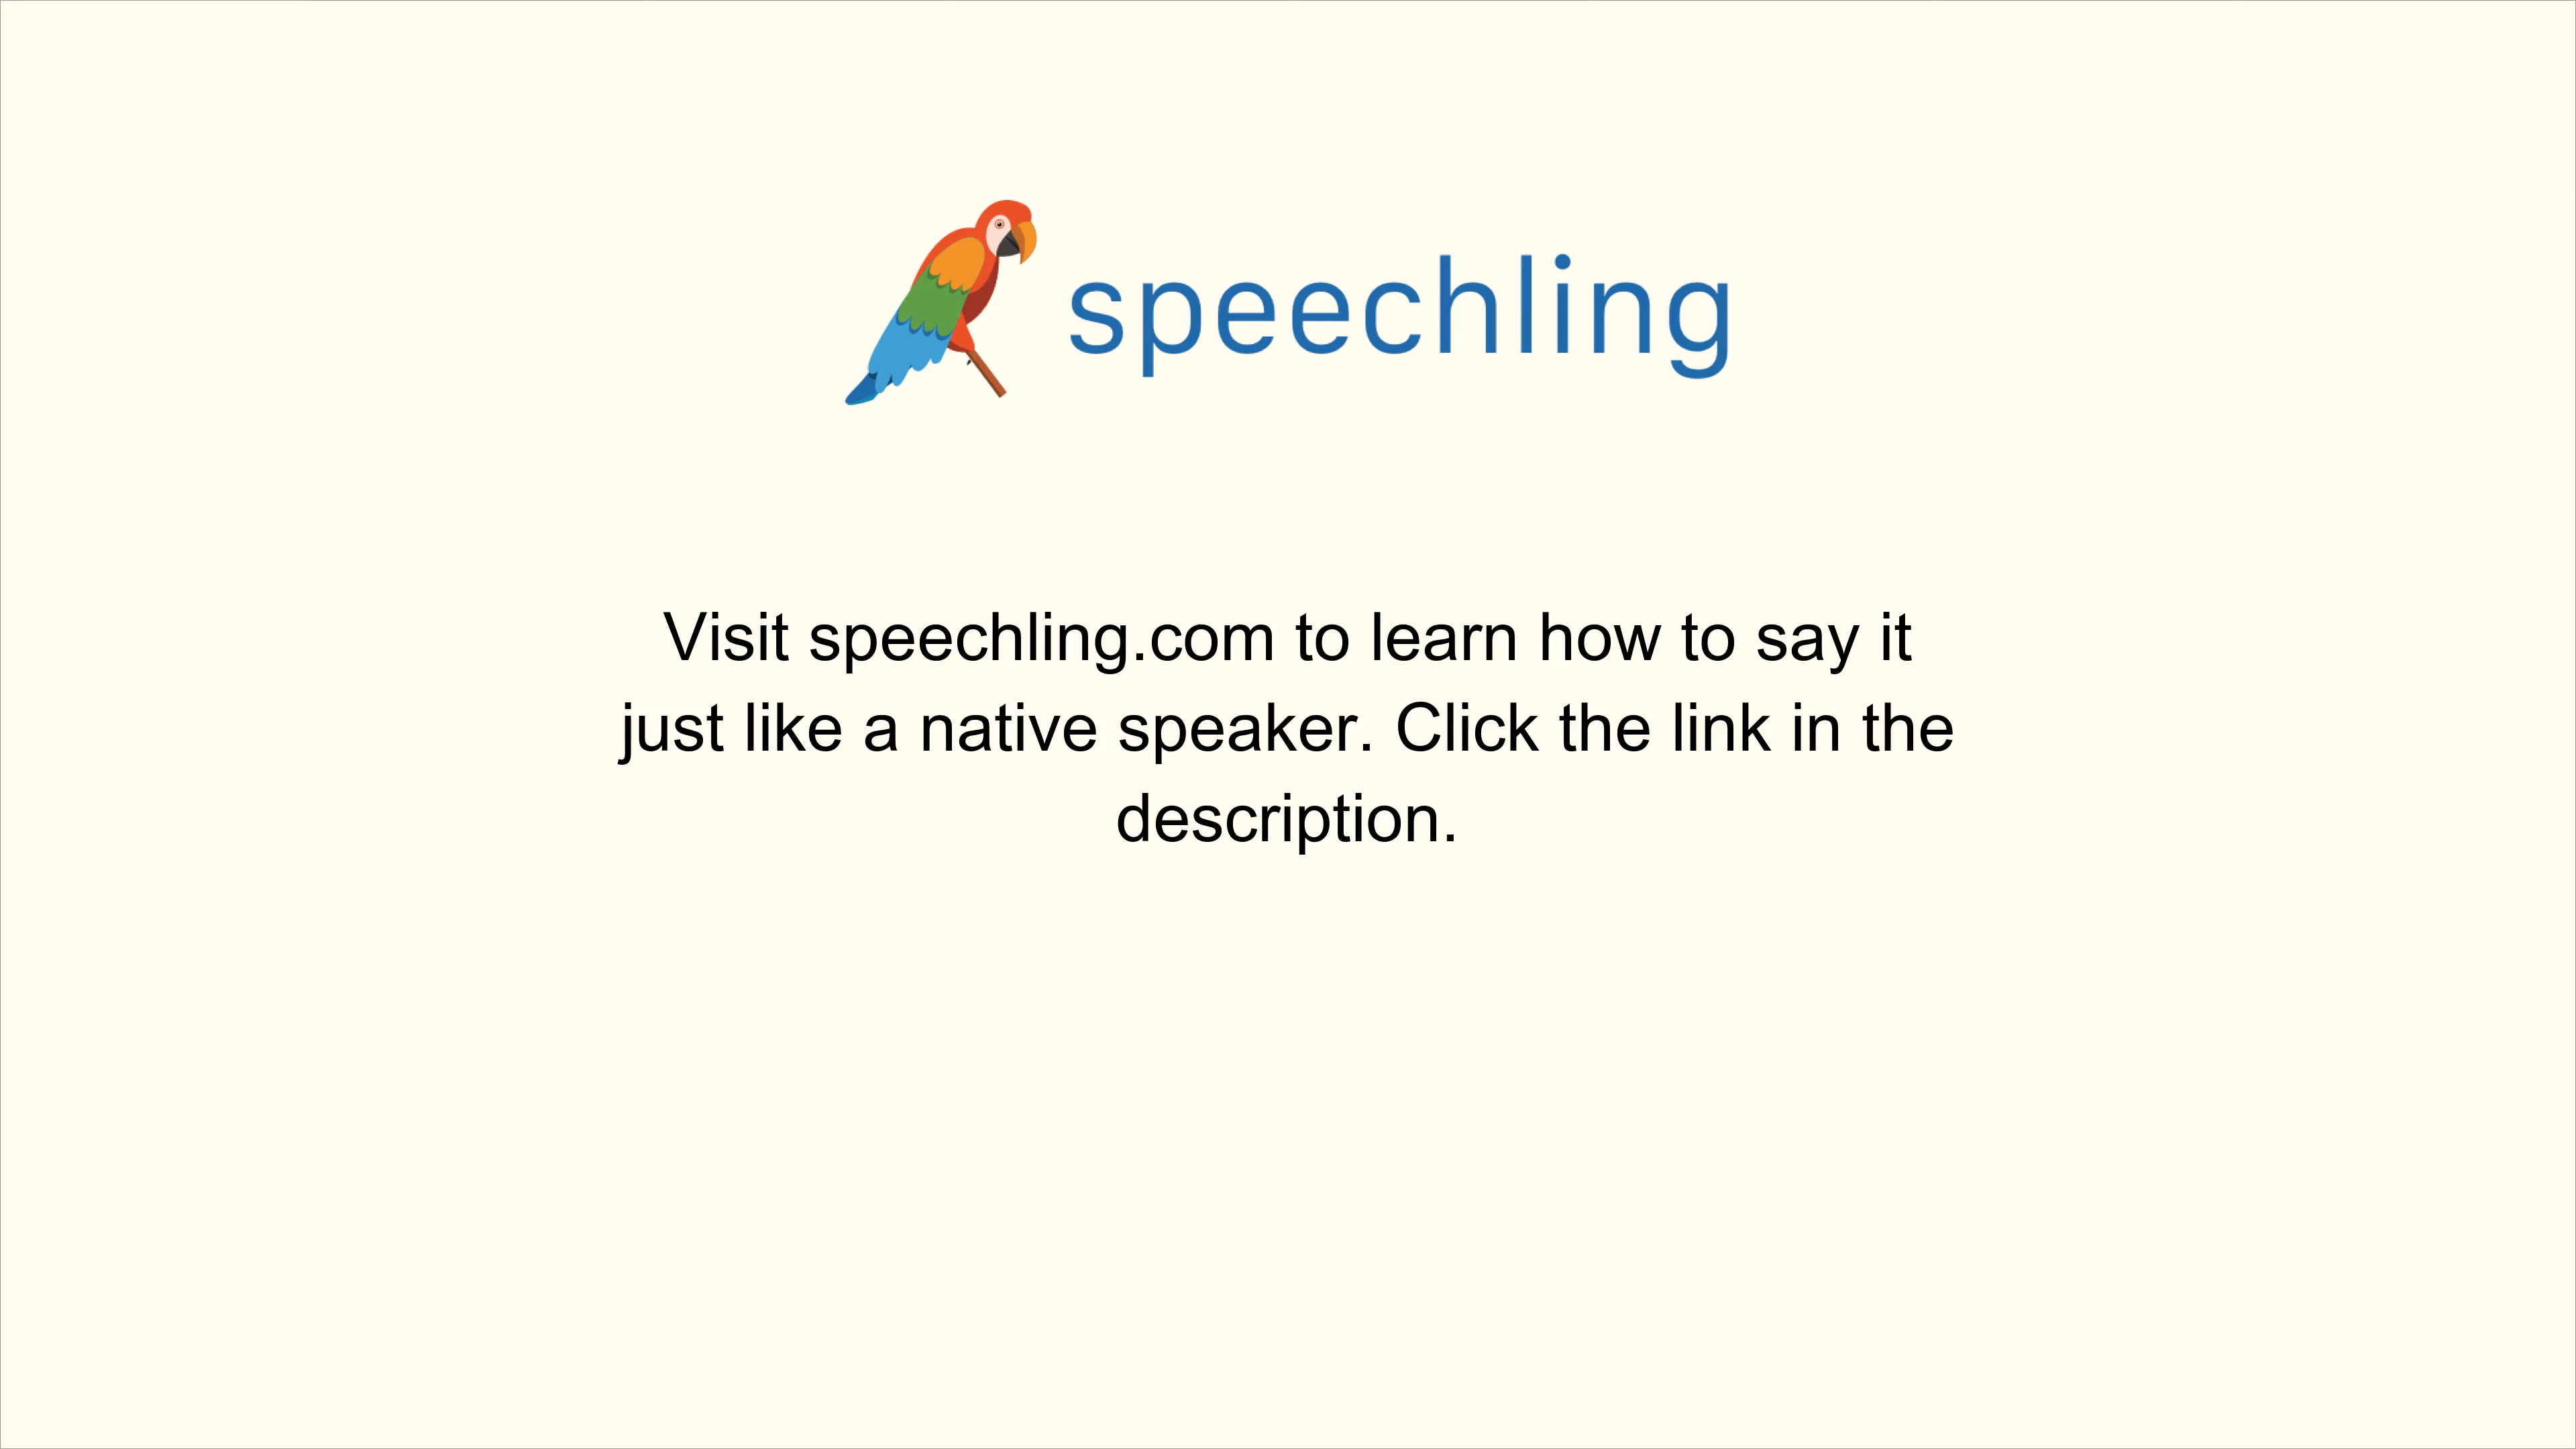 speechling
Visit speechling.com to learn how to say it
just like a native speaker. Click the link in the
description.